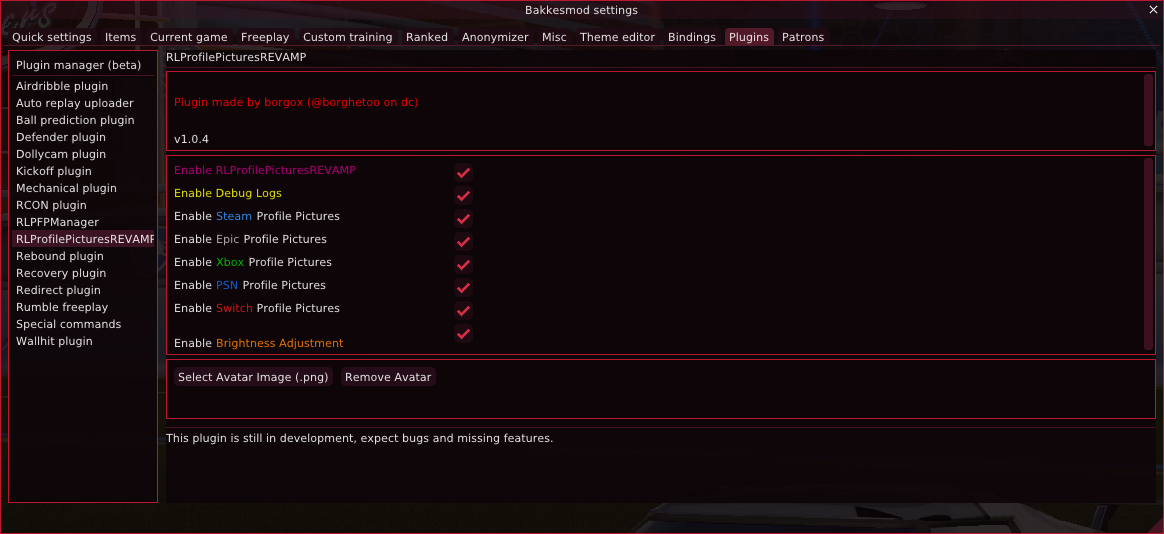 Bakkesmod settings
Quick settings Items Current game Freeplay Custom training Ranked Anonymizer Misc Theme editor Bindings Plugins Patrons
Plugin manager (beta)
Airdribble plugin
Auto replay uploader
Ball prediction plugin
Defender plugin
Dollycam plugin
Kickoff plugin
Mechanical plugin
RCON plugin
RLPFPManager
RLProfilePicturesREVAMP
Rebound plugin
Recovery plugin
Redirect plugin
Rumble freeplay
Special commands
Wallhit plugin
RLProfilePicturesREVAMP
Plugin made by borgox (@borghetoo on dc)
v1.0.4
Enable RLProfilePicturesREVAMP
Enable Debug Logs
Enable Steam Profile Pictures
Enable Epic Profile Pictures
Enable Xbox Profile Pictures
Enable PSN Profile Pictures
Enable Switch Profile Pictures
Enable Brightness Adjustment
Select Avatar Image (.png) Remove Avatar
This plugin is still in development, expect bugs and missing features.